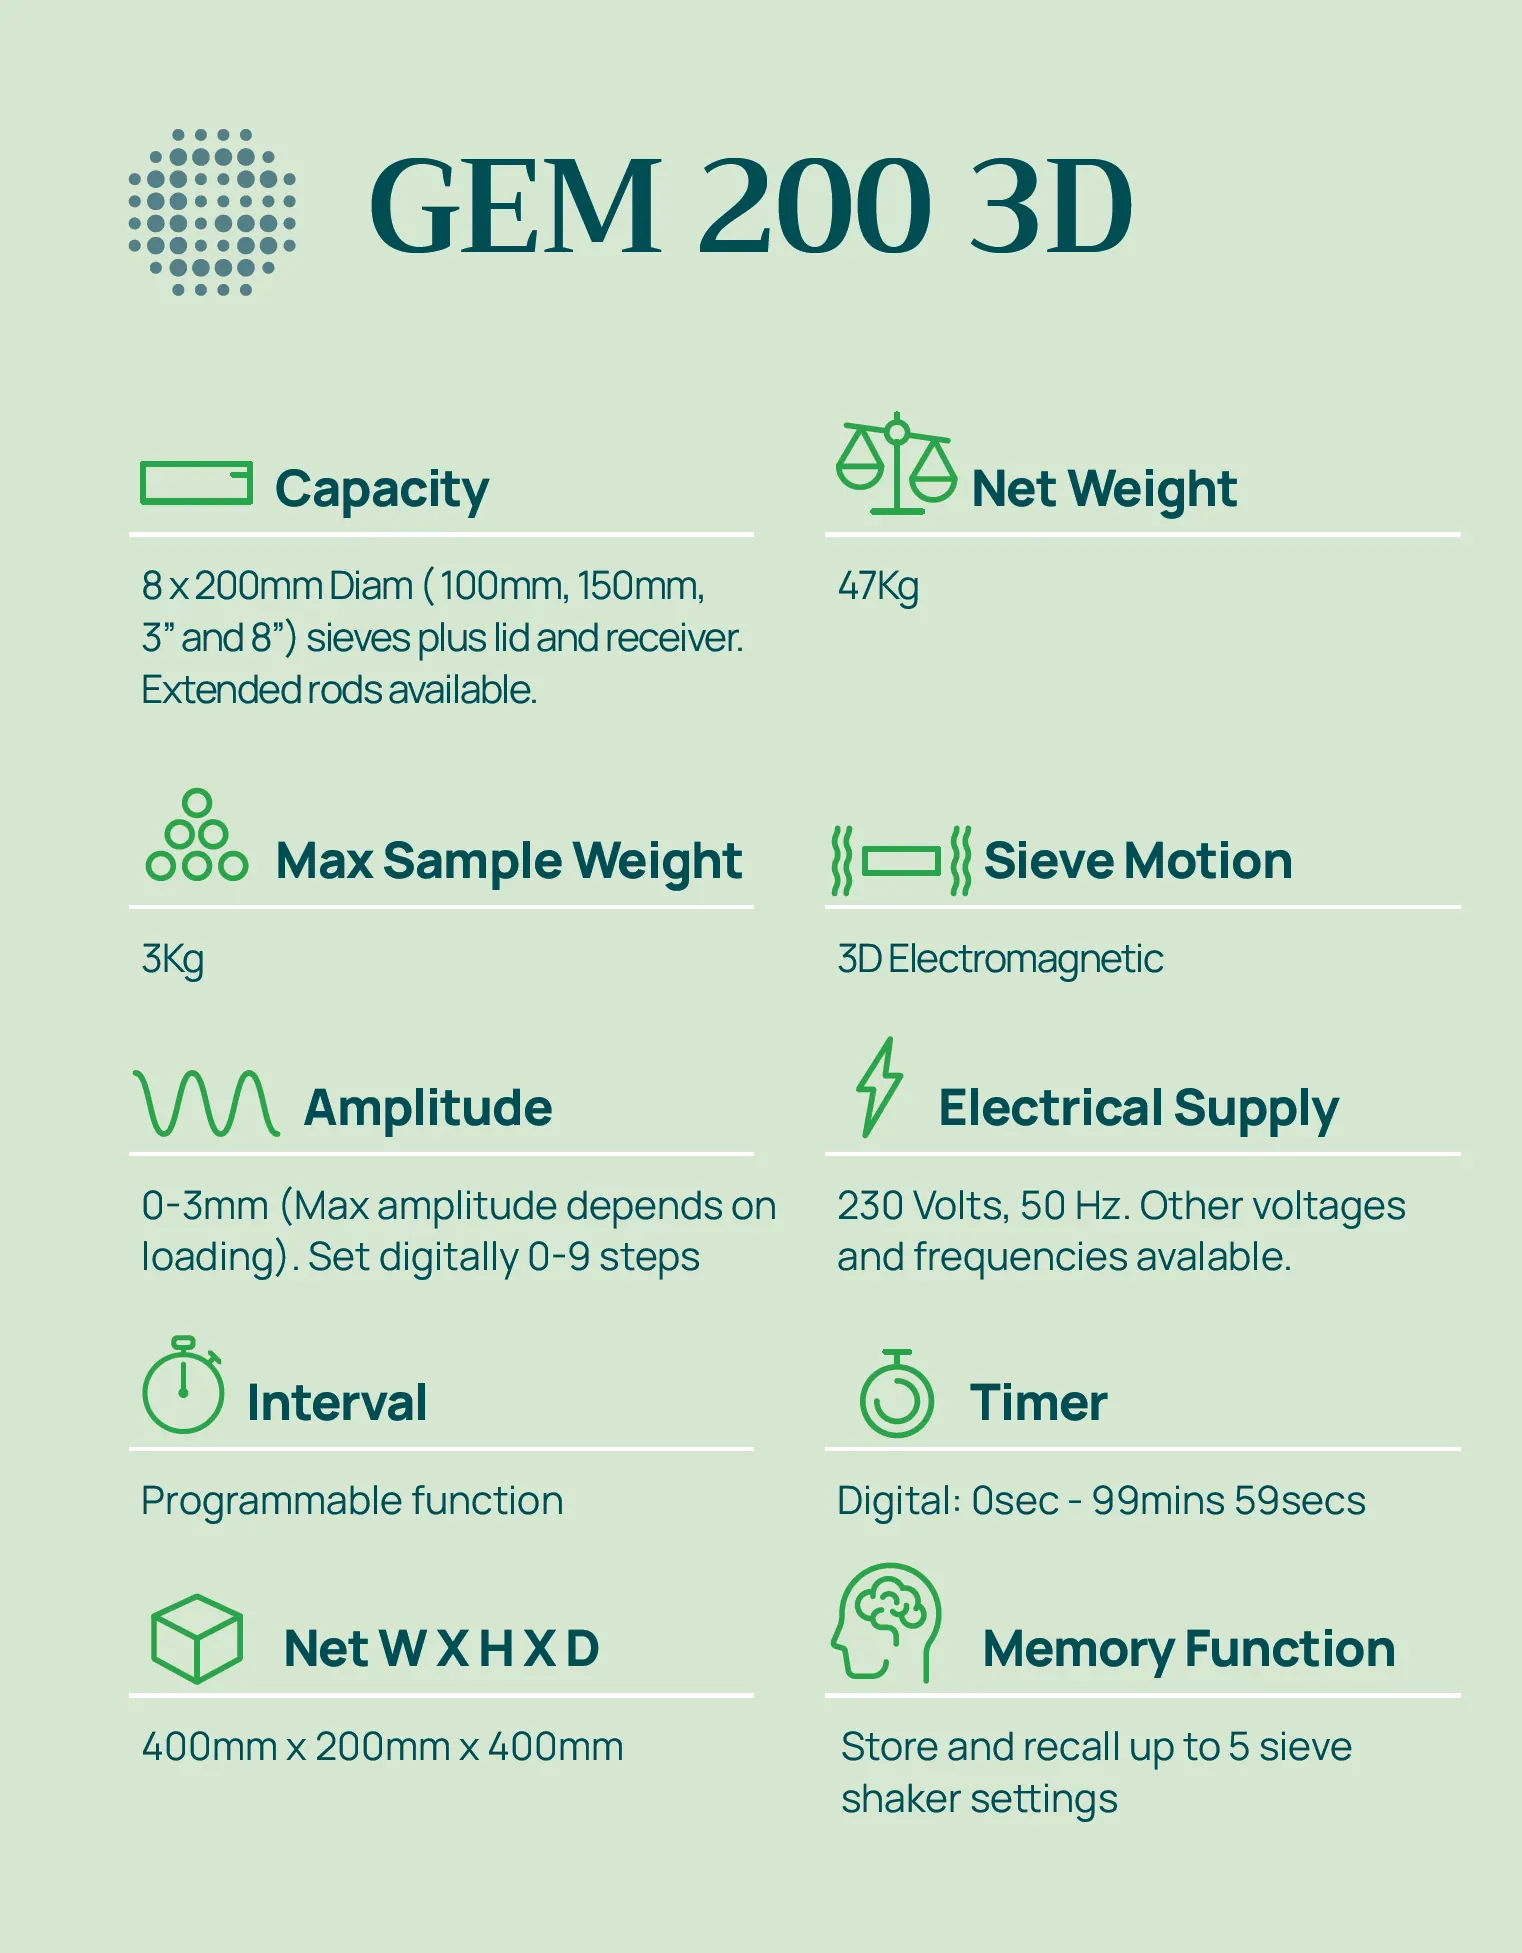 GEM 200 3D
Capacity
8 x 200mm Diam ( 100mm, 150mm,
3” and 8”) sieves plus lid and receiver.
Extended rods available.
Net Weight
47Kg
Max Sample Weight
3Kg
Sieve Motion
3D Electromagnetic
Amplitude
0-3mm (Max amplitude depends on
loading). Set digitally 0-9 steps
Electrical Supply
230 Volts, 50 Hz. Other voltages
and frequencies avalable.
Interval
Programmable function
Timer
Digital: 0sec - 99mins 59secs
Net W X H X D
400mm x 200mm x 400mm
Memory Function
Store and recall up to 5 sieve
shaker settings